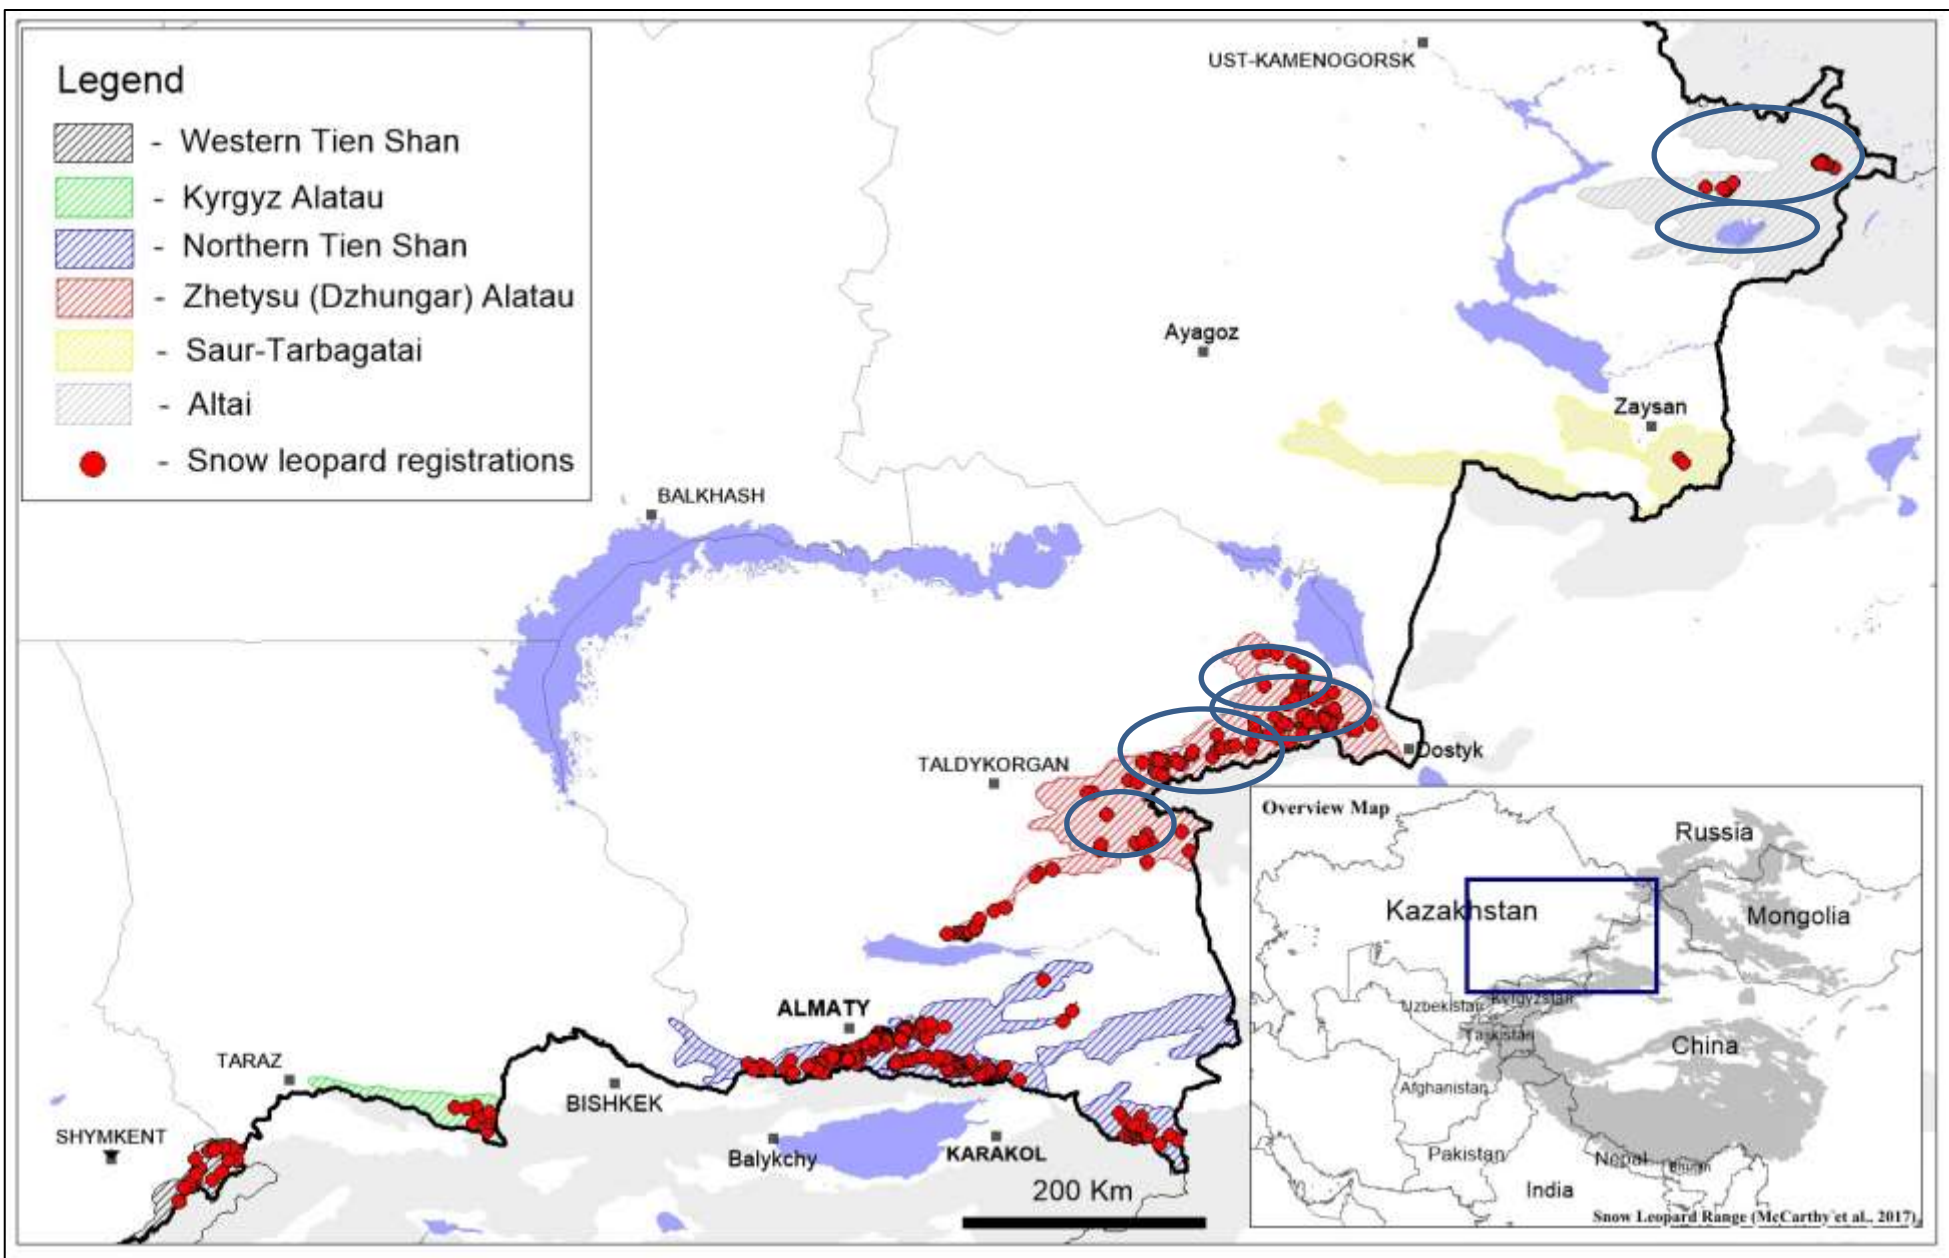 Legend
- Western Tien Shan
- Kyrgyz Alatau
- Northern Tien Shan
- Zhetysu (Dzhungar) Alatau
- Saur-Tarbagatai
- Altai
- Snow leopard registrations
UST-KAMENOGORSK
Ayagoz
Zaysan
BALKHASH
TALDYKORGAN
Dostyk
ALMATY
TARAZ
BISHKEK
SHYMKENT
Balykchy
KARAKOL
200 Km
Overview Map
Russia
Kazakhstan
Mongolia
Uzbekistan
Kyrgyzstan
Tajikistan
China
Afghanistan
Pakistan
Nepal
Bhutan
India
Snow Leopard Range (McCarthy et al., 2017)